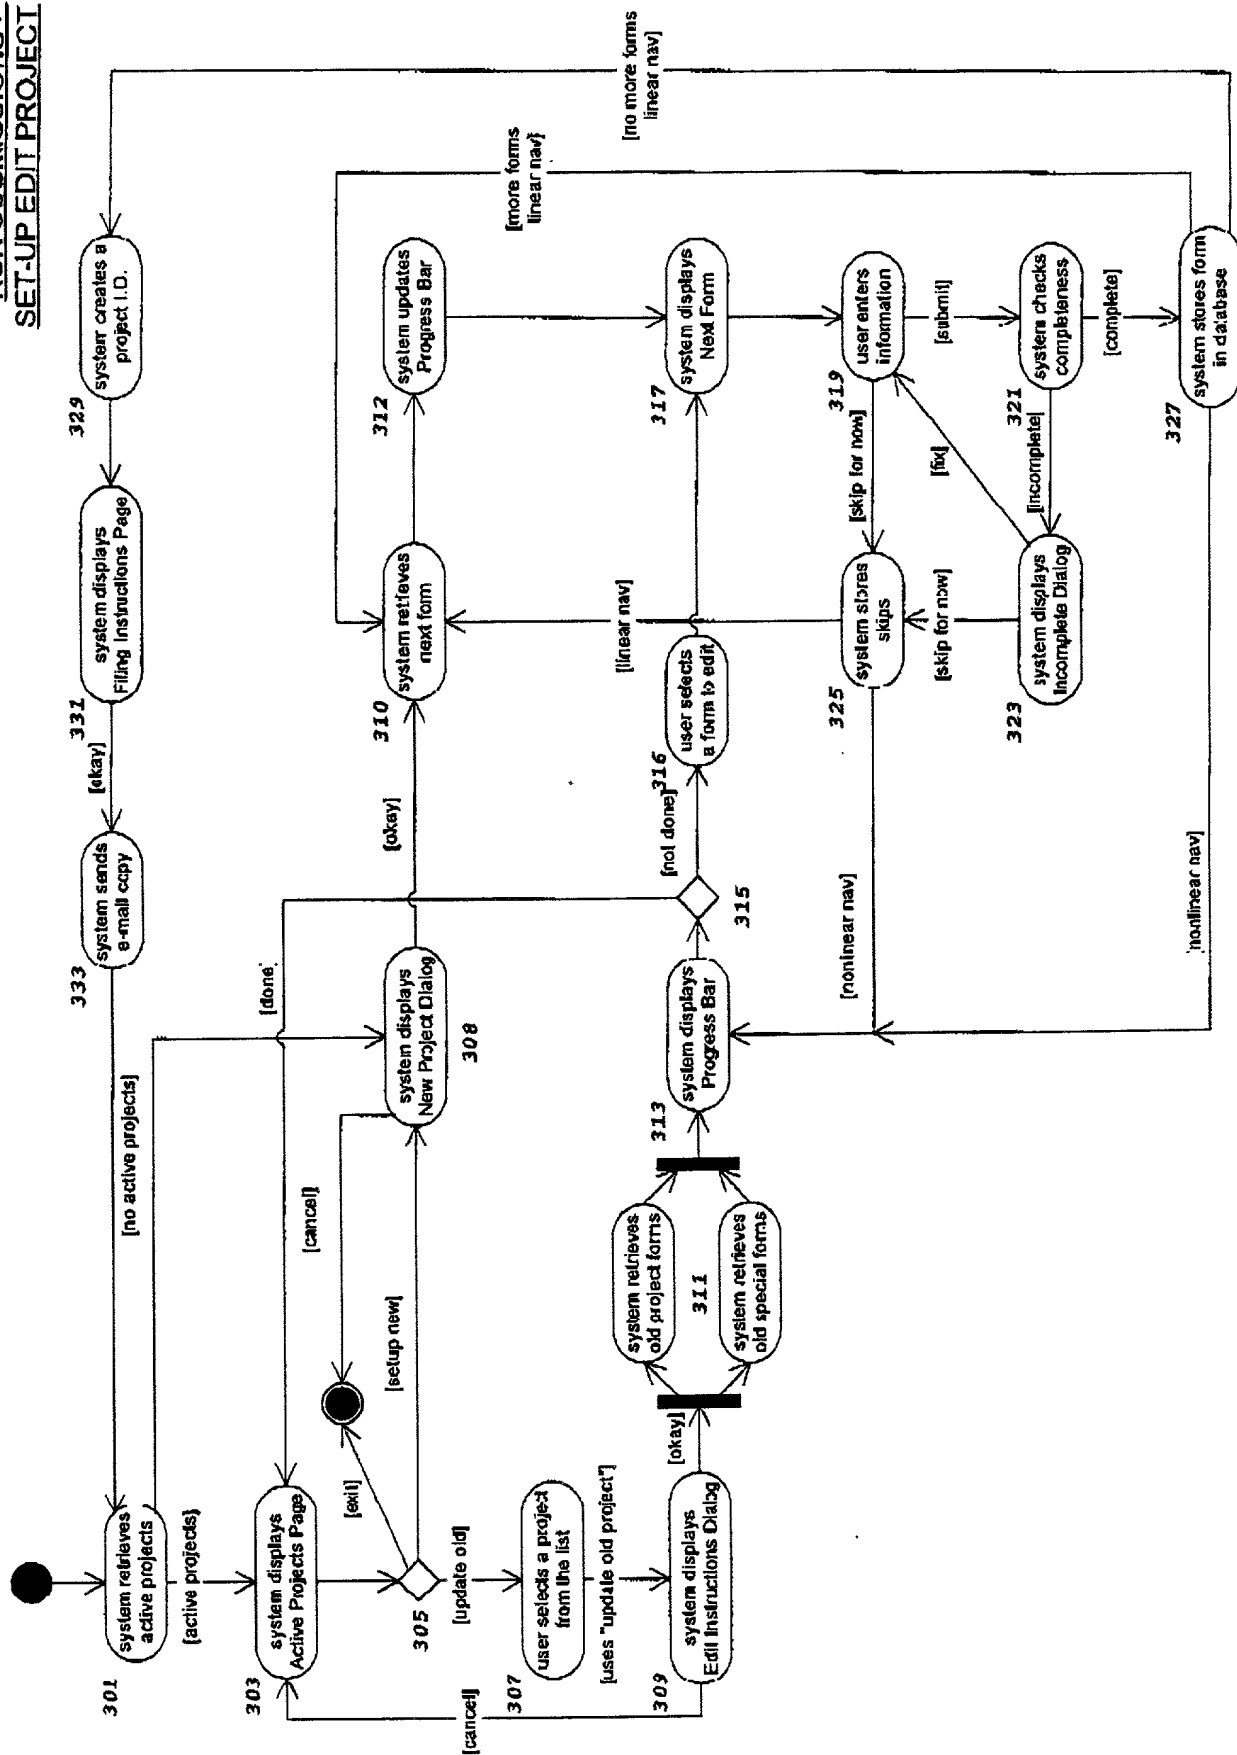 SET-UP EDIT PROJECT
system creates a
project I.D.
329
system displays
Filing Instructions Page
331
[okay]
system sends
e-mail copy
333
[no active projects]
system retrieves
active projects
301
[active projects]
system displays
Active Projects Page
303
[done]
[cancel]
[exit]
[setup new]
305
[update old]
user selects a project
from the list
307
[uses "update old project"]
system displays
Edit Instructions Dialog
309
[cancel]
[okay]
system retrieves
old project forms
311
system retrieves
old special forms
system displays
New Project Dialog
308
[okay]
system retrieves
next form
310
system updates
Progress Bar
312
[more forms
linear nav]
[no more forms
linear nav]
system displays
Progress Bar
313
315
[not done]
user selects
a form to edit
316
[linear nav]
system displays
Next Form
317
user enters
information
319
[submit]
[skip for now]
system stores
skips
325
[nonlinear nav]
[fix]
[skip for now]
system checks
completeness
321
[incomplete]
system displays
Incomplete Dialog
323
[complete]
system stores form
in database
327
[nonlinear nav]